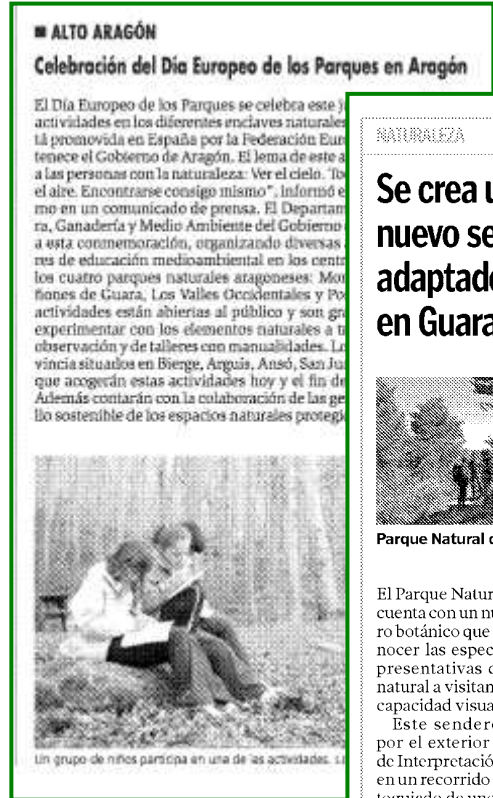 ■ ALTO ARAGÓN
Celebración del Día Europeo de los Parques en Aragón
El Día Europeo de los Parques se celebra este
actividades en los diferentes enclaves naturales
tá promovida en España por la Federación Eur
tenece el Gobierno de Aragón. El lema de este a
a las personas con la naturaleza: Ver el cielo. To
el aire. Encontrarse consigo mismo", informó e
mo en un comunicado de prensa. El Departam
ra, Ganadería y Medio Ambiente del Gobierno
a esta conmemoración, organizando diversas
res de educación medioambiental en los cent
los cuatro parques naturales aragoneses: Mon
ñones de Guara, Los Valles Occidentales y Po
actividades están abiertas al público y son gra
experimentar con los elementos naturales a t
observación y de talleres con manualidades. Lo
vincia situados en Bierge, Arguis, Ansó, San Jua
que acogerán estas actividades hoy y el fin de
Además contarán con la colaboración de las ge
llo sostenible de los espacios naturales protegi
Un grupo de niños participa en una de las actividades.
NATURALEZA
Se crea u
nuevo se
adaptado
en Guara
Parque Natural d
El Parque Natur
cuenta con un nu
ro botánico que
nocer las espec
presentativas d
natural a visitan
capacidad visua
Este sendero
por el exterior
de Interpretació
en un recorrido